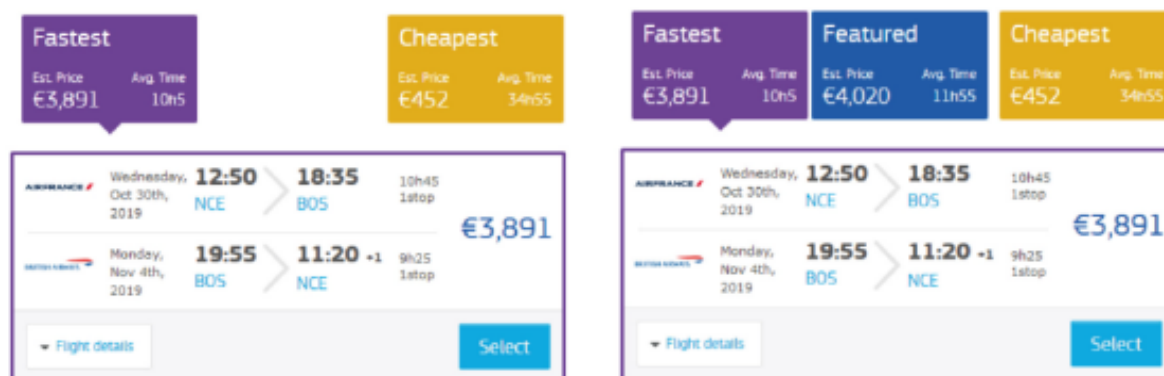 Fastest
Est. Price Avg. Time
€3,891 10h5
Cheapest
Est. Price Avg. Time
€452 34h55
AIRFRANCE
Wednesday, Oct 30th, 2019
12:50 18:35
NCE BOS
10h45
1stop
BRITISH AIRWAYS
Monday, Nov 4th, 2019
19:55 11:20 +1
BOS NCE
9h25
1stop
€3,891
Flight details
Select
Fastest
Est. Price Avg. Time
€3,891 10h5
Featured
Est. Price Avg. Time
€4,020 11h55
Cheapest
Est. Price Avg. Time
€452 34h55
AIRFRANCE
Wednesday, Oct 30th, 2019
12:50 18:35
NCE BOS
10h45
1stop
BRITISH AIRWAYS
Monday, Nov 4th, 2019
19:55 11:20 +1
BOS NCE
9h25
1stop
€3,891
Flight details
Select